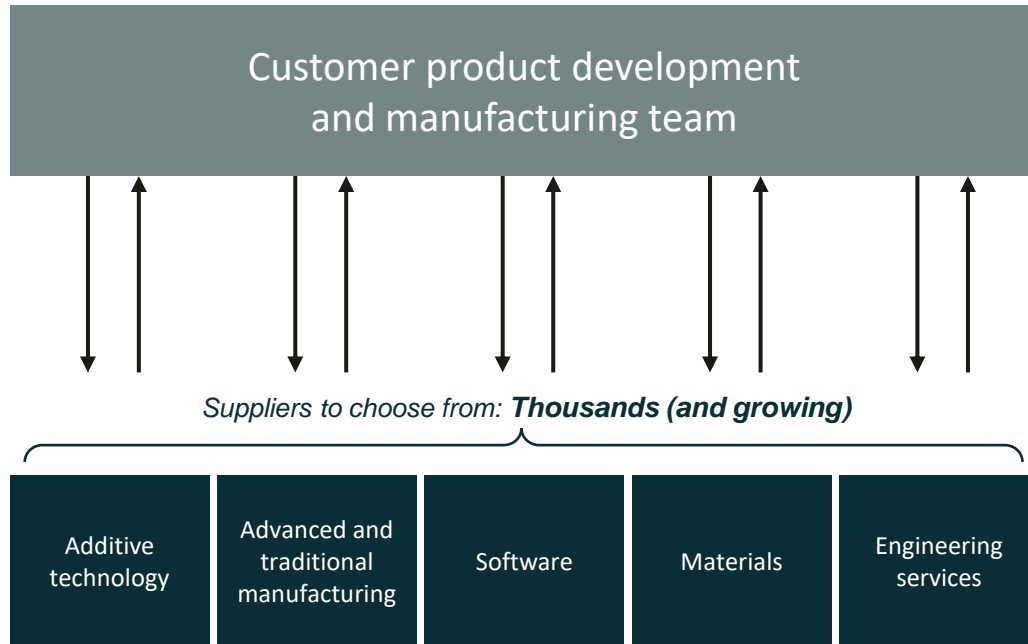 Customer product development
and manufacturing team
Suppliers to choose from: Thousands (and growing)
Additive
technology
Advanced and
traditional
manufacturing
Software
Materials
Engineering
services